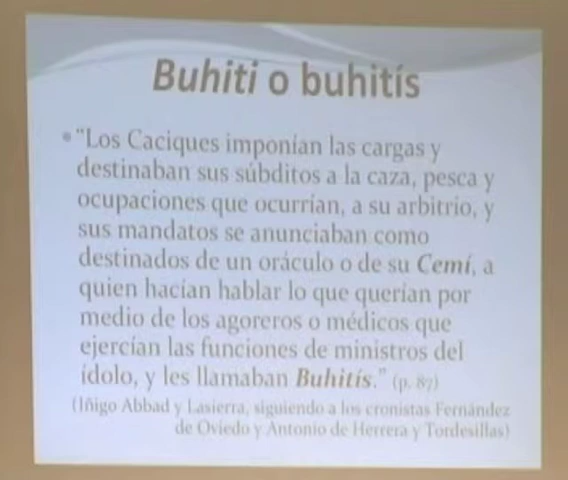 Buhiti o buhitís
• "Los Caciques imponían las cargas y
destinaban sus súbditos a la caza, pesca y
ocupaciones que ocurrían, a su arbitrio, y
sus mandatos se anunciaban como
destinados de un oráculo o de su Cemí, a
quien hacían hablar lo que querían por
medio de los agoreros o médicos que
ejercían las funciones de ministros del
ídolo, y les llamaban Buhitís." (p. 87)
(Iñigo Abbad y Lasierra, siguiendo a los cronistas Fernández
de Oviedo y Antonio de Herrera y Tordesillas)